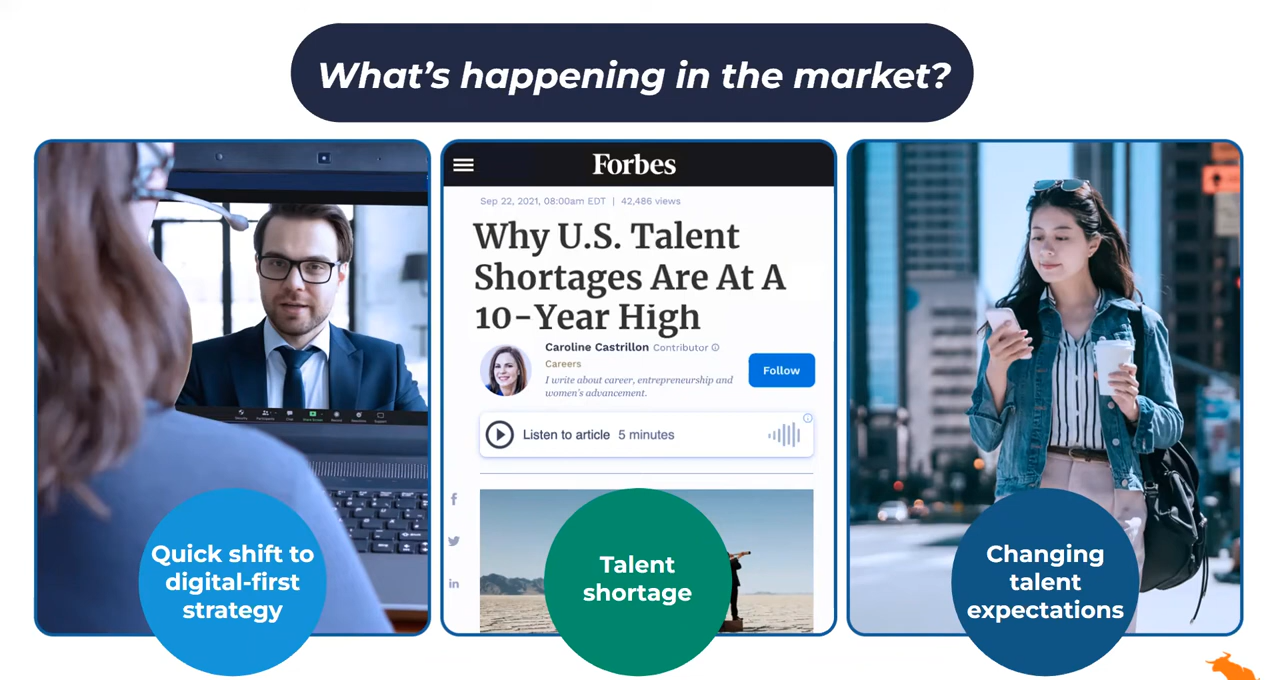 What's happening in the market?
Quick shift to
digital-first
strategy
Forbes
Sep 22, 2021, 08:00am EDT | 42,486 views
Why U.S. Talent
Shortages Are At A
10-Year High
Caroline Castrillon Contributor
Careers
I write about career, entrepreneurship and
women's advancement.
Follow
Listen to article 5 minutes
f
in
Talent
shortage
Changing
talent
expectations